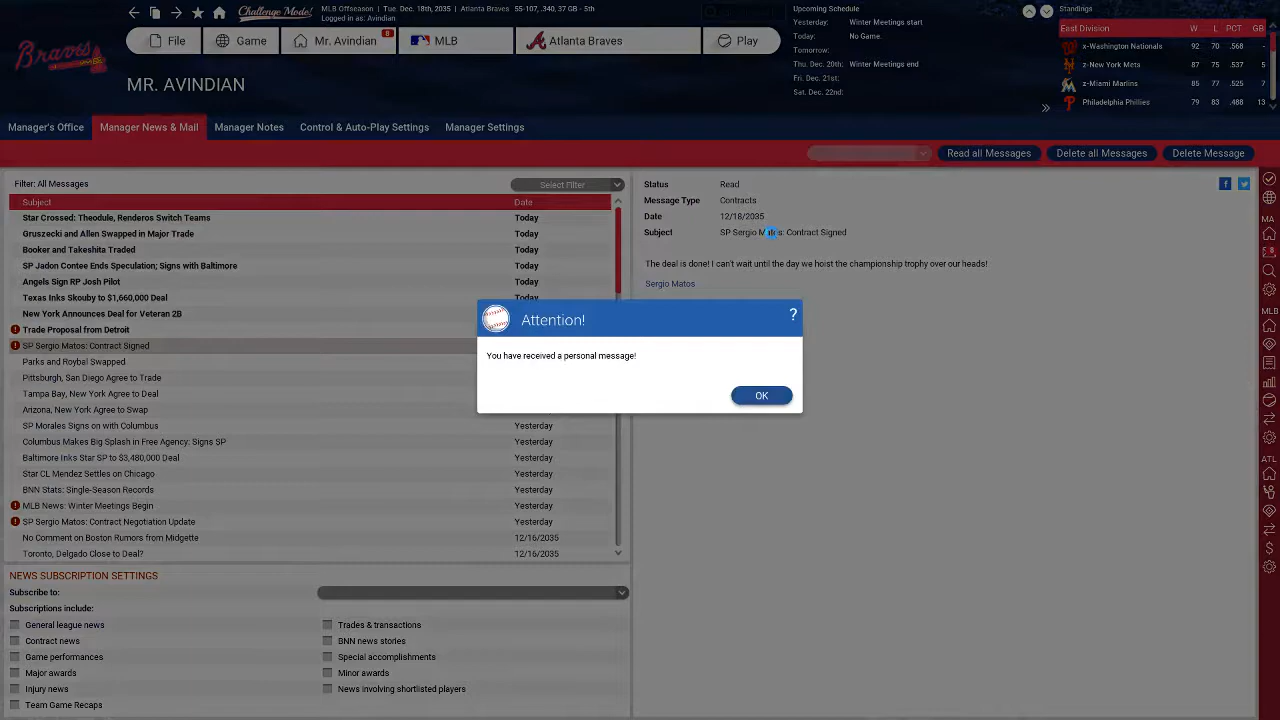 Challenge Mode!
MLB Offseason | Tue. Dec. 18th, 2035 | Atlanta Braves 55-107, .340, 37 GB - 5th
Logged in as: Avindian
Upcoming Schedule
Yesterday: Winter Meetings start
Today: No Game.
Tomorrow:
Thu. Dec. 20th: Winter Meetings end
Fri. Dec. 21st:
Sat. Dec. 22nd:
Standings
East Division W L PCT GB
x-Washington Nationals 92 70 .568 -
z-New York Mets 87 75 .537 5
z-Miami Marlins 85 77 .525 7
Philadelphia Phillies 79 83 .488 13
Braves
File
Game
Mr. Avindian
8
MLB
Atlanta Braves
Play
MR. AVINDIAN
Manager's Office
Manager News & Mail
Manager Notes
Control & Auto-Play Settings
Manager Settings
Read all Messages
Delete all Messages
Delete Message
Filter: All Messages
Select Filter
Subject Date
Star Crossed: Theodule, Renderos Switch Teams Today
Gruszecki and Allen Swapped in Major Trade Today
Booker and Takeshita Traded Today
SP Jadon Contee Ends Speculation; Signs with Baltimore Today
Angels Sign RP Josh Pilot Today
Texas Inks Skouby to $1,660,000 Deal Today
New York Announces Deal for Veteran 2B
Trade Proposal from Detroit
SP Sergio Matos: Contract Signed
Parks and Roybal Swapped
Pittsburgh, San Diego Agree to Trade
Tampa Bay, New York Agree to Deal
Arizona, New York Agree to Swap
SP Morales Signs on with Columbus Yesterday
Columbus Makes Big Splash in Free Agency: Signs SP Yesterday
Baltimore Inks Star SP to $3,480,000 Deal Yesterday
Star CL Mendez Settles on Chicago Yesterday
BNN Stats: Single-Season Records Yesterday
MLB News: Winter Meetings Begin Yesterday
SP Sergio Matos: Contract Negotiation Update Yesterday
No Comment on Boston Rumors from Midgette 12/16/2035
Toronto, Delgado Close to Deal? 12/16/2035
Status Read
Message Type Contracts
Date 12/18/2035
Subject SP Sergio Matos: Contract Signed
The deal is done! I can't wait until the day we hoist the championship trophy over our heads!
Sergio Matos
Attention!
?
You have received a personal message!
OK
NEWS SUBSCRIPTION SETTINGS
Subscribe to:
Subscriptions include:
General league news
Trades & transactions
Contract news
BNN news stories
Game performances
Special accomplishments
Major awards
Minor awards
Injury news
News involving shortlisted players
Team Game Recaps
MA
8
MLB
ATL